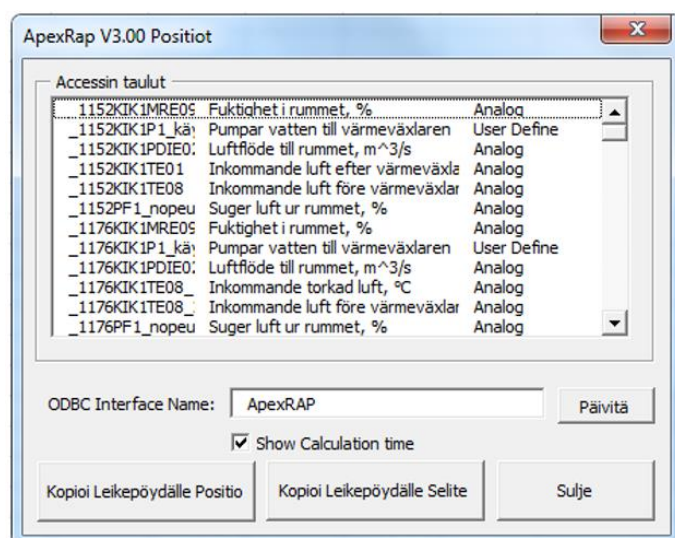 ApexRap V3.00 Positiot
Accessin taulut
_1152KIK1MRE09 Fuktighet i rummet, % Analog
_1152KIK1P1_käy Pumpar vatten till värmeväxlaren User Define
_1152KIK1PDIE02 Luftflöde till rummet, m^3/s Analog
_1152KIK1TE01 Inkommande luft efter värmeväxla Analog
_1152KIK1TE08 Inkommande luft före värmeväxlar Analog
_1152PF1_nopeu Suger luft ur rummet, % Analog
_1176KIK1MRE09 Fuktighet i rummet, % Analog
_1176KIK1P1_käy Pumpar vatten till värmeväxlaren User Define
_1176KIK1PDIE02 Luftflöde till rummet, m^3/s Analog
_1176KIK1TE08_ Inkommande torkad luft, °C Analog
_1176KIK1TE08_ Inkommande luft före värmeväxlar Analog
_1176PF1_nopeu Suger luft ur rummet, % Analog
ODBC Interface Name: ApexRAP Päivitä
Show Calculation time
Kopioi Leikepöydälle Positio Kopioi Leikepöydälle Selite Sulje